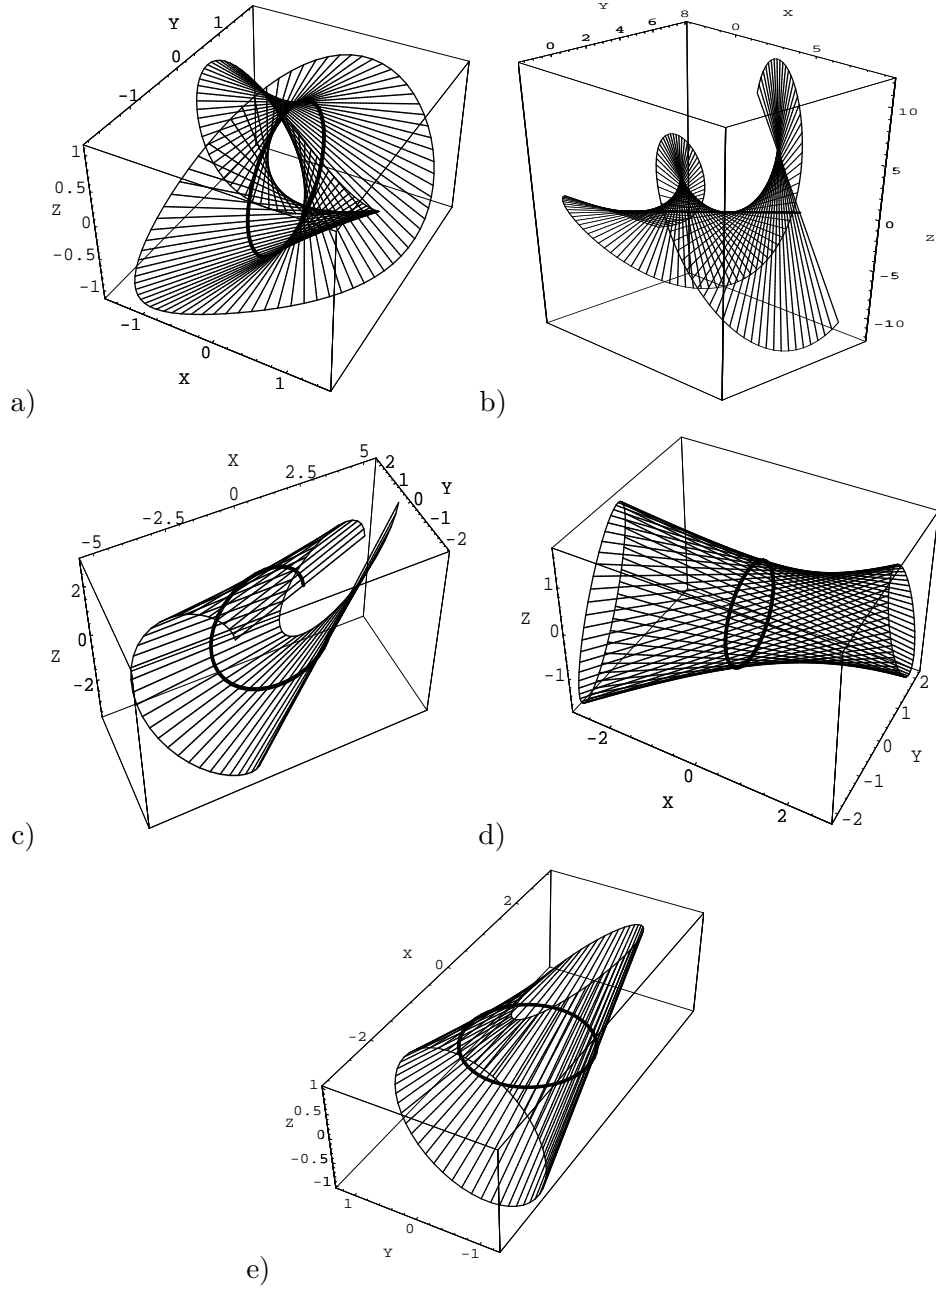 Y 1 0 -1
1 0.5 Z 0 -0.5 -1
-1 0 1 X
a)
Y 0 2 4 6 8
0 X 5
10 5 0 Z -5 -10
b)
-5 -2.5 0 X 2.5 5
2 1 0 Y -1 -2
2 0 Z -2
c)
1 Z 0 -1
-2 0 X 2
2 1 0 Y -1 -2
d)
2 X 0 -2
1 Z 0.5 0 -0.5 -1
1 0 Y -1
e)